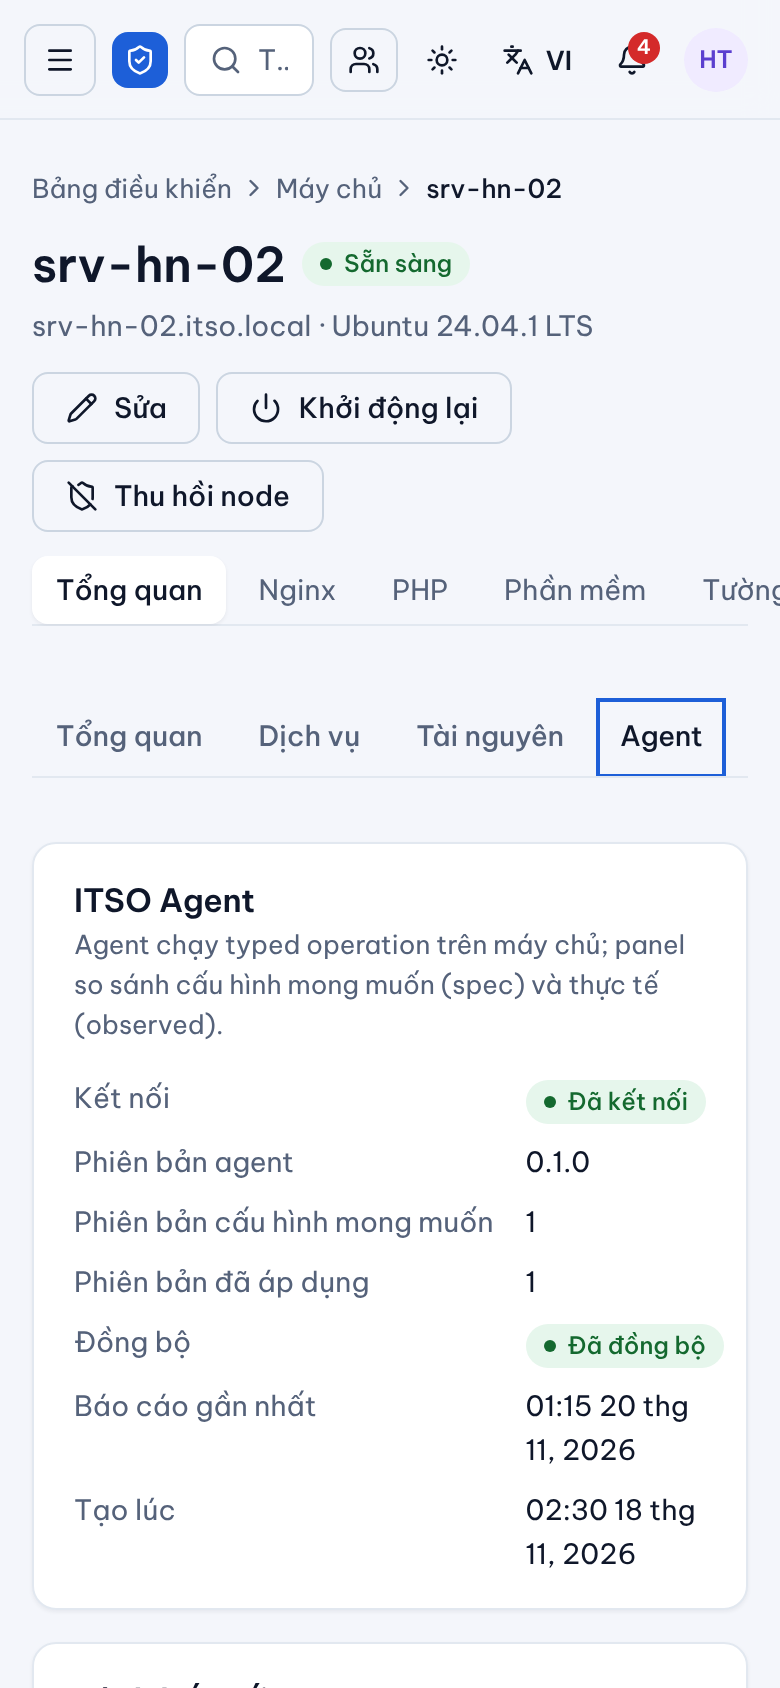 T..
VI
4
HT
Bảng điều khiển > Máy chủ > srv-hn-02
srv-hn-02
Sẵn sàng
srv-hn-02.itso.local · Ubuntu 24.04.1 LTS
Sửa
Khởi động lại
Thu hồi node
Tổng quan Nginx PHP Phần mềm Tường
Tổng quan Dịch vụ Tài nguyên Agent
ITSO Agent
Agent chạy typed operation trên máy chủ; panel
so sánh cấu hình mong muốn (spec) và thực tế
(observed).
Kết nối Đã kết nối
Phiên bản agent 0.1.0
Phiên bản cấu hình mong muốn 1
Phiên bản đã áp dụng 1
Đồng bộ Đã đồng bộ
Báo cáo gần nhất 01:15 20 thg
11, 2026
Tạo lúc 02:30 18 thg
11, 2026